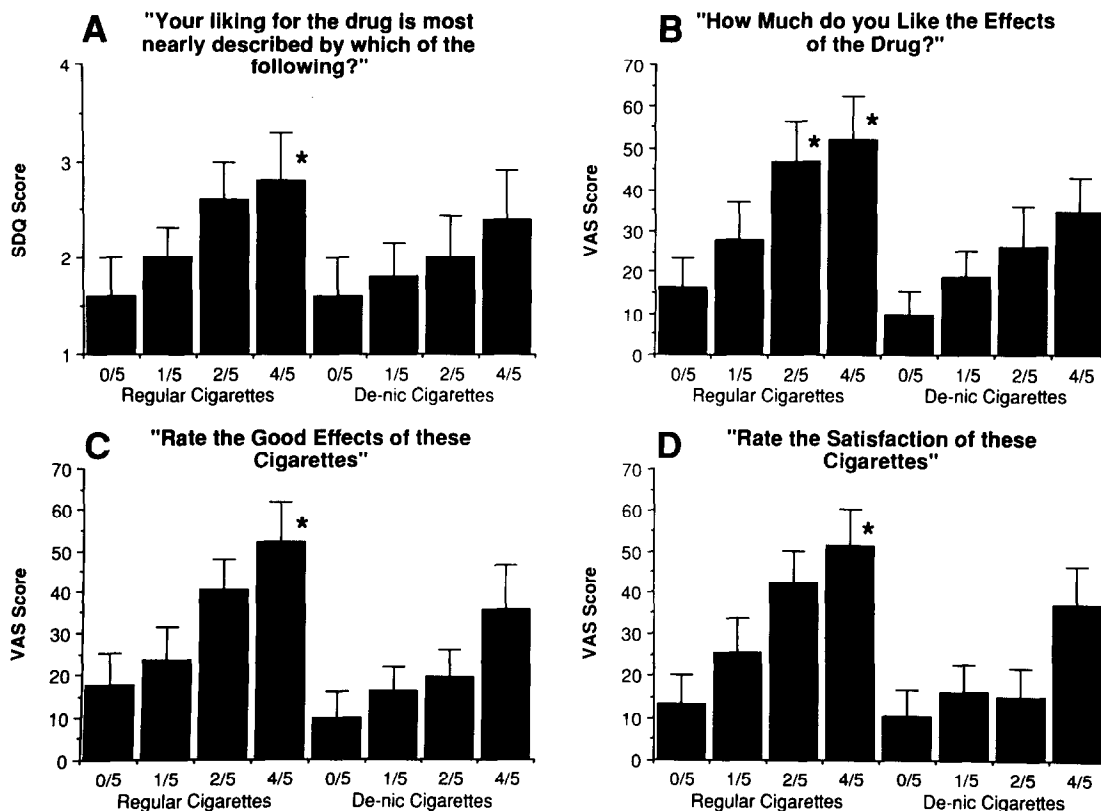 A
"Your liking for the drug is most
nearly described by which of the
following?"
4
3
2
1
SDQ Score
*
0/5 1/5 2/5 4/5 0/5 1/5 2/5 4/5
Regular Cigarettes De-nic Cigarettes
B
"How Much do you Like the Effects
of the Drug?"
70
60
50
40
30
20
10
0
VAS Score
* *
0/5 1/5 2/5 4/5 0/5 1/5 2/5 4/5
Regular Cigarettes De-nic Cigarettes
C
"Rate the Good Effects of these
Cigarettes"
70
60
50
40
30
20
10
0
VAS Score
*
0/5 1/5 2/5 4/5 0/5 1/5 2/5 4/5
Regular Cigarettes De-nic Cigarettes
D
"Rate the Satisfaction of these
Cigarettes"
70
60
50
40
30
20
10
0
VAS Score
*
0/5 1/5 2/5 4/5 0/5 1/5 2/5 4/5
Regular Cigarettes De-nic Cigarettes